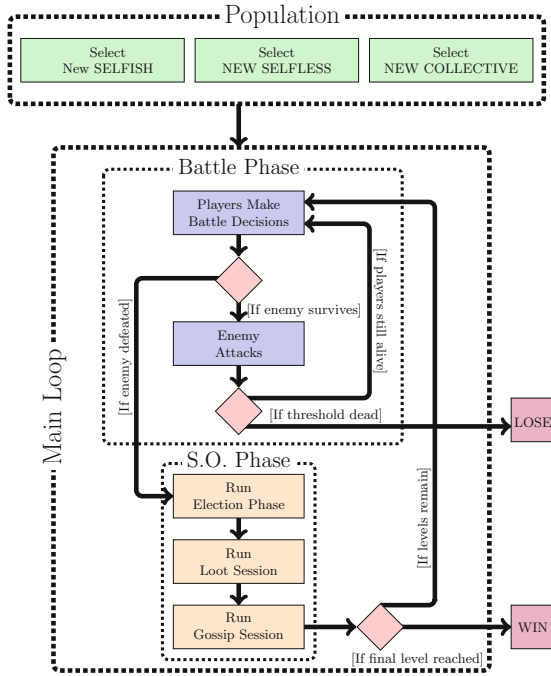 Population
Select
New SELFISH
Select
NEW SELFLESS
Select
NEW COLLECTIVE
Main Loop
Battle Phase
Players Make
Battle Decisions
[If enemy survives]
[If enemy defeated]
[If players still alive]
Enemy
Attacks
[If threshold dead]
LOSE
S.O. Phase
Run
Election Phase
Run
Loot Session
Run
Gossip Session
[If levels remain]
[If final level reached]
WIN